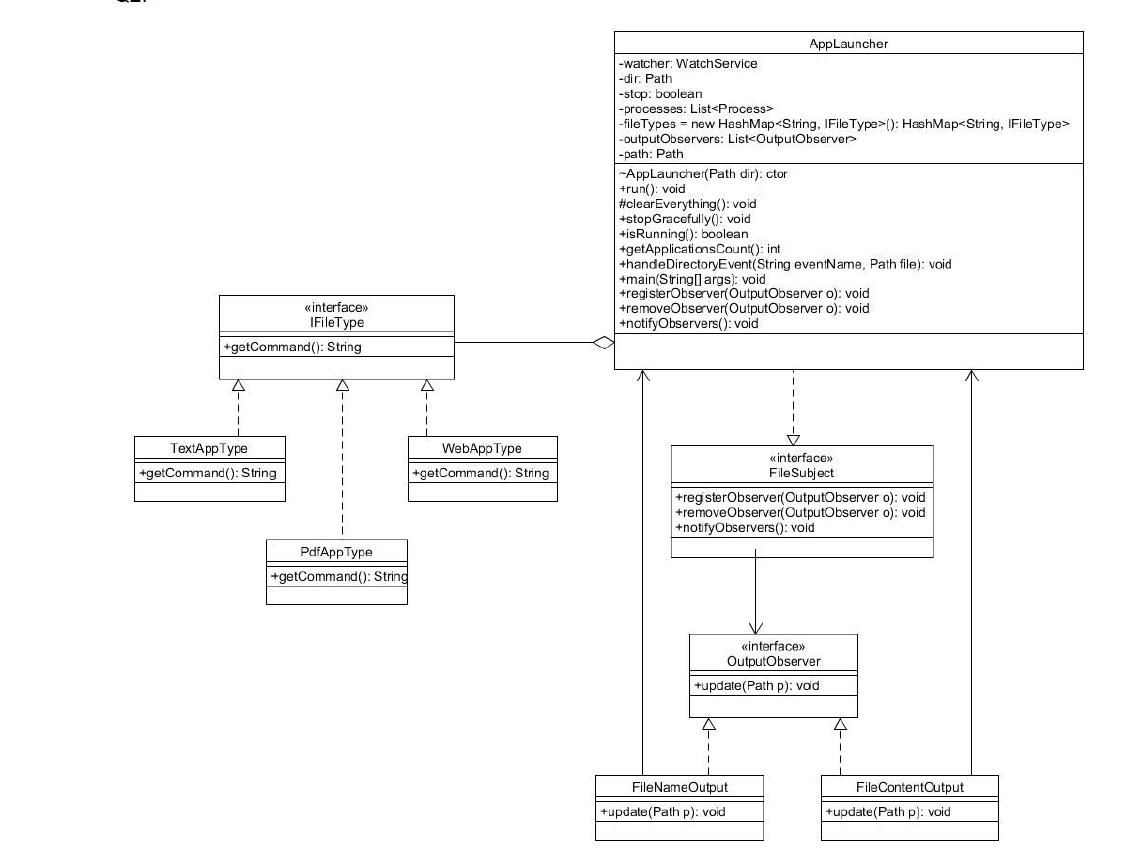 AppLauncher
-watcher: WatchService
-dir: Path
-stop: boolean
-processes: List<Process>
-fileTypes = new HashMap<String, IFileType>(): HashMap<String, IFileType>
-outputObservers: List<OutputObserver>
-path: Path
~AppLauncher(Path dir): ctor
+run(): void
#clearEverything(): void
+stopGracefully(): void
+isRunning(): boolean
+getApplicationsCount(): int
+handleDirectoryEvent(String eventName, Path file): void
+main(String[] args): void
+registerObserver(OutputObserver o): void
+removeObserver(OutputObserver o): void
+notifyObservers(): void
«interface»
IFileType
+getCommand(): String
TextAppType
+getCommand(): String
WebAppType
+getCommand(): String
PdfAppType
+getCommand(): String
«interface»
FileSubject
+registerObserver(OutputObserver o): void
+removeObserver(OutputObserver o): void
+notifyObservers(): void
«interface»
OutputObserver
+update(Path p): void
FileNameOutput
+update(Path p): void
FileContentOutput
+update(Path p): void